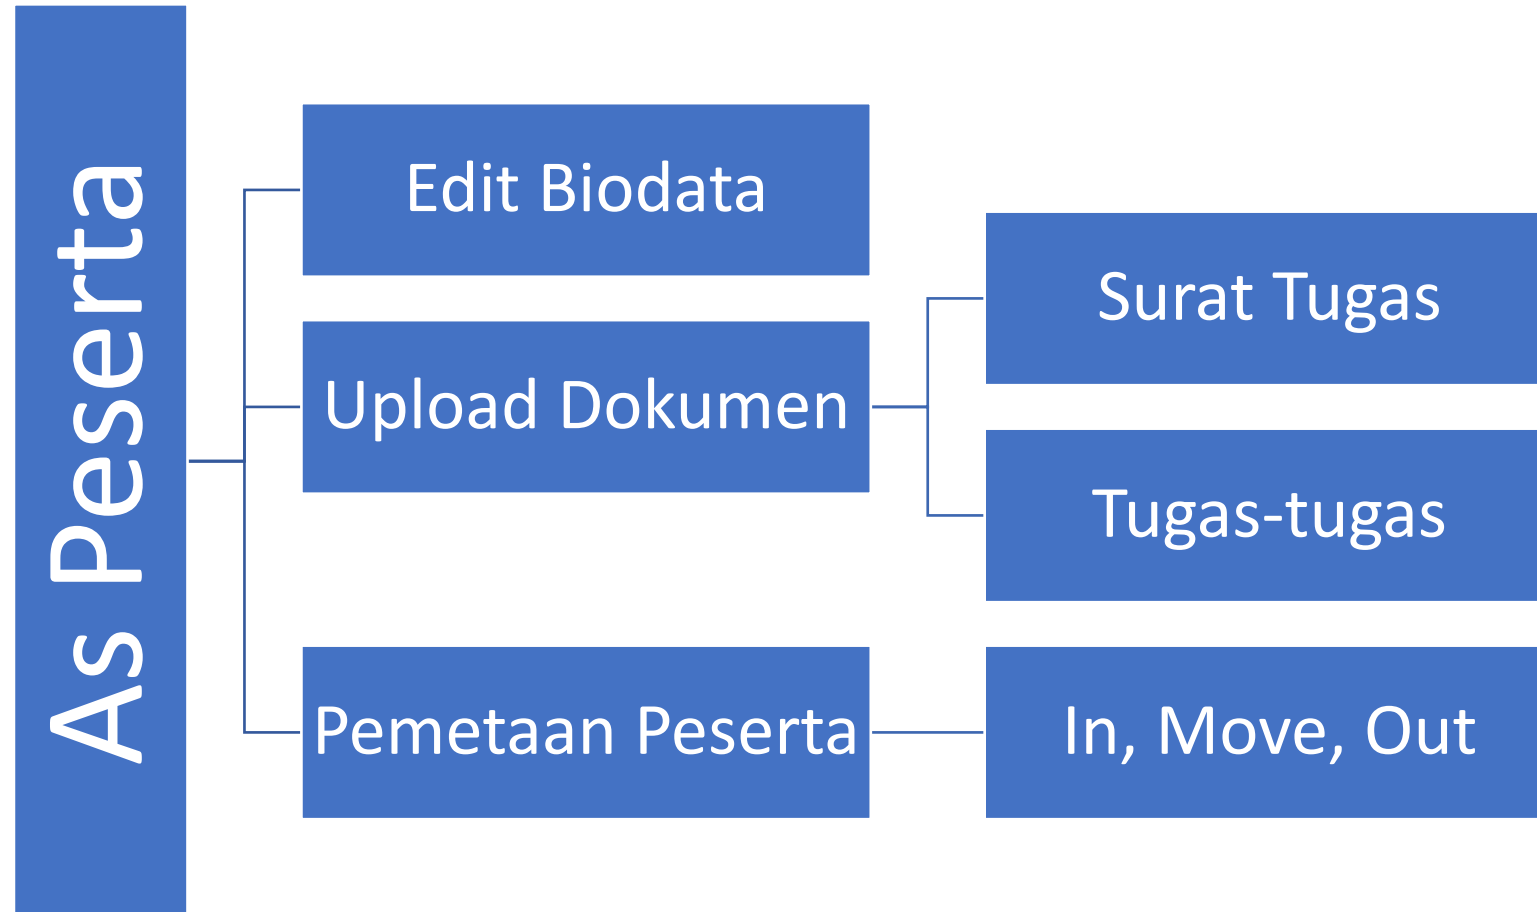 As Peserta
Edit Biodata
Upload Dokumen
Surat Tugas
Tugas-tugas
Pemetaan Peserta
In, Move, Out